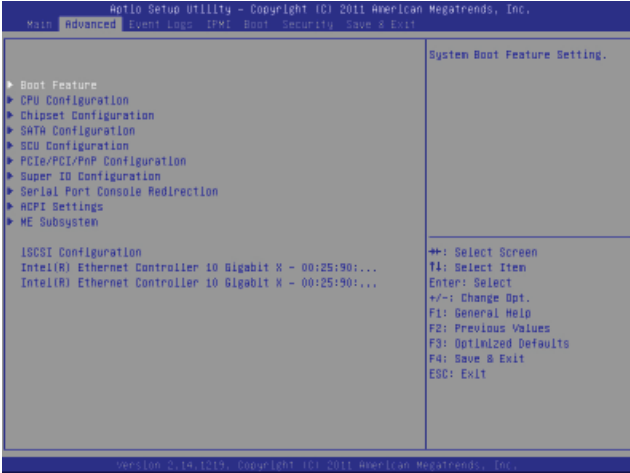 Aptio Setup Utility - Copyright (C) 2011 American Megatrends, Inc.
Main Advanced Event Logs IPMI Boot Security Save & Exit
Boot Feature
CPU Configuration
Chipset Configuration
SATA Configuration
SCU Configuration
PCIe/PCI/PnP Configuration
Super IO Configuration
Serial Port Console Redirection
ACPI Settings
ME Subsystem
iSCSI Configuration
Intel(R) Ethernet Controller 10 Gigabit X - 00:25:90:...
Intel(R) Ethernet Controller 10 Gigabit X - 00:25:90:...
System Boot Feature Setting.
→←: Select Screen
↑↓: Select Item
Enter: Select
+/-: Change Opt.
F1: General Help
F2: Previous Values
F3: Optimized Defaults
F4: Save & Exit
ESC: Exit
Version 2.14.1219. Copyright (C) 2011 American Megatrends, Inc.